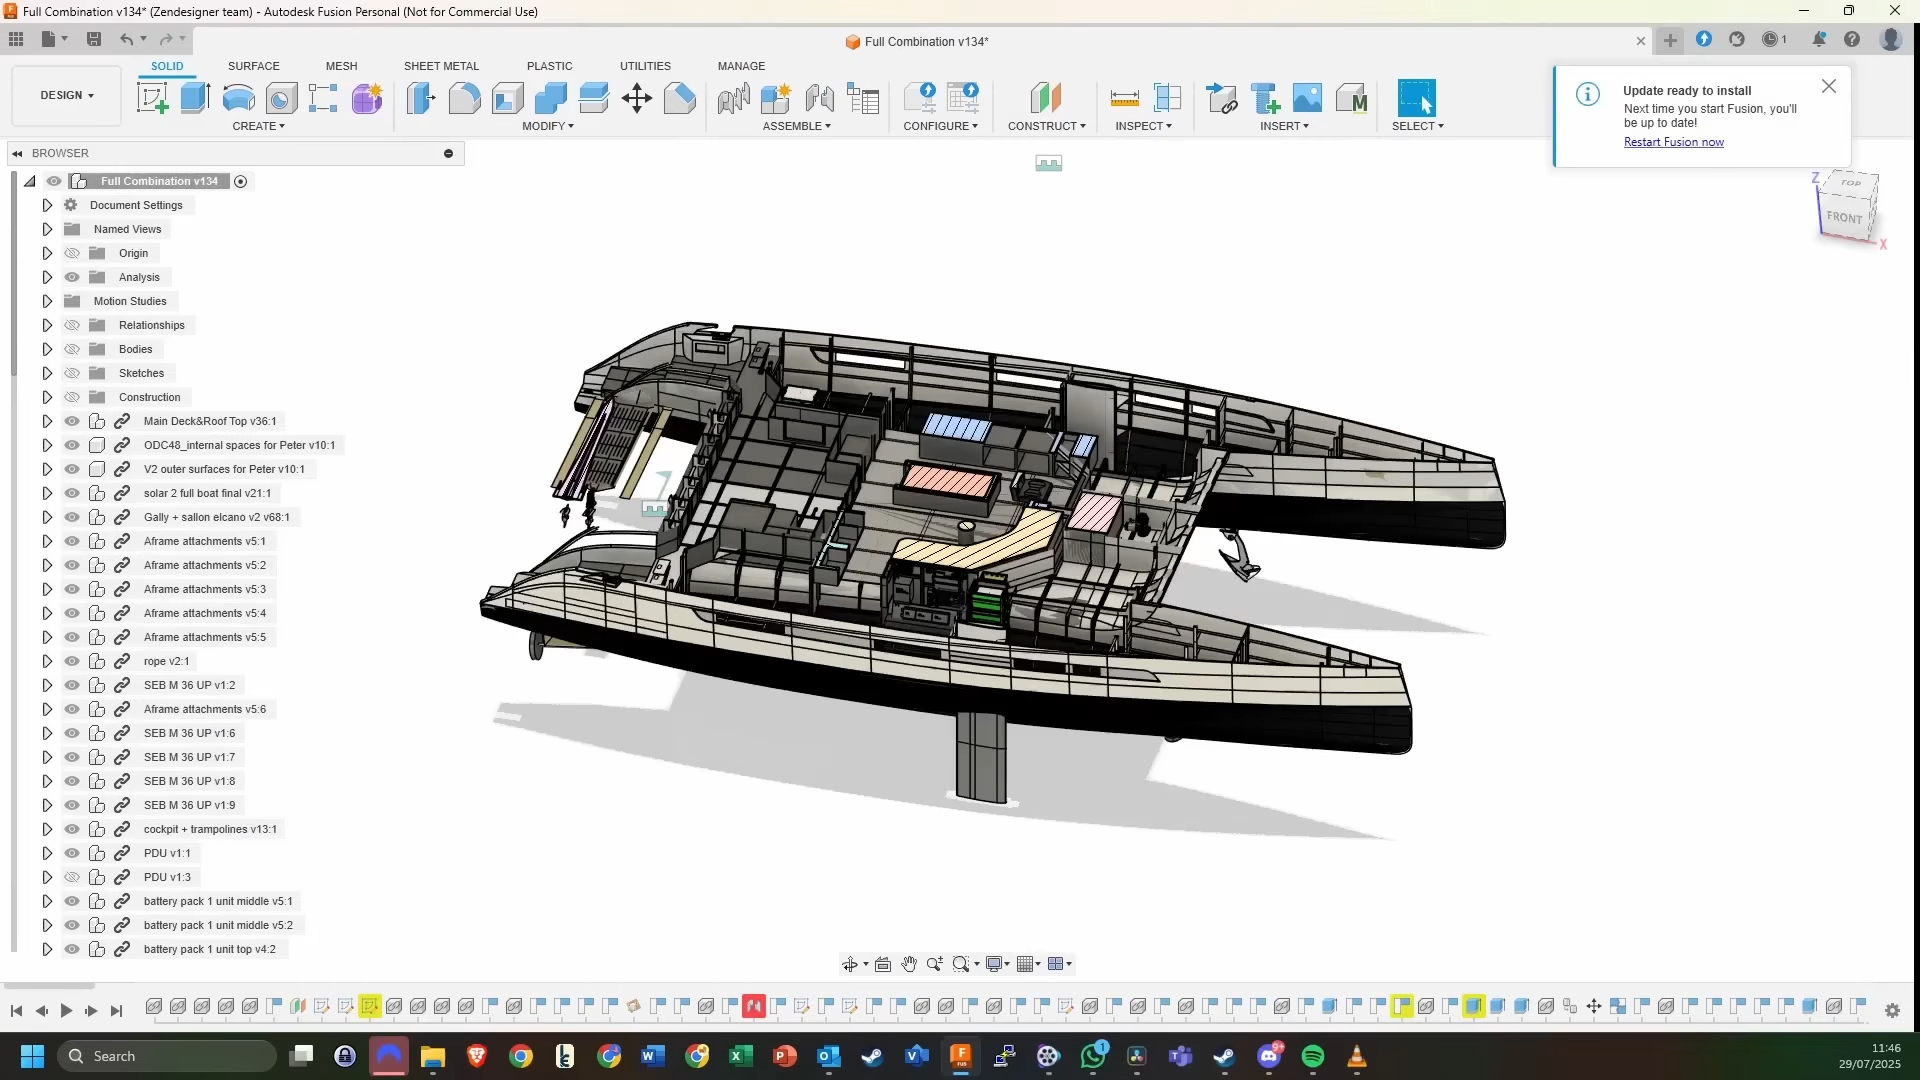 Full Combination v134* (Zendesigner team) - Autodesk Fusion Personal (Not for Commercial Use)
Full Combination v134*
1
SOLID SURFACE MESH SHEET METAL PLASTIC UTILITIES MANAGE
DESIGN
CREATE MODIFY ASSEMBLE CONFIGURE CONSTRUCT INSPECT INSERT SELECT
Update ready to install
Next time you start Fusion, you'll
be up to date!
Restart Fusion now
BROWSER
Full Combination v134
Document Settings
Named Views
Origin
Analysis
Motion Studies
Relationships
Bodies
Sketches
Construction
Main Deck&Roof Top v36:1
ODC48_internal spaces for Peter v10:1
V2 outer surfaces for Peter v10:1
solar 2 full boat final v21:1
Gally + sallon elcano v2 v68:1
Aframe attachments v5:1
Aframe attachments v5:2
Aframe attachments v5:3
Aframe attachments v5:4
Aframe attachments v5:5
rope v2:1
SEB M 36 UP v1:2
Aframe attachments v5:6
SEB M 36 UP v1:6
SEB M 36 UP v1:7
SEB M 36 UP v1:8
SEB M 36 UP v1:9
cockpit + trampolines v13:1
PDU v1:1
PDU v1:3
battery pack 1 unit middle v5:1
battery pack 1 unit middle v5:2
battery pack 1 unit top v4:2
Z
TOP
FRONT
X
Search
1
9+
11:46
29/07/2025